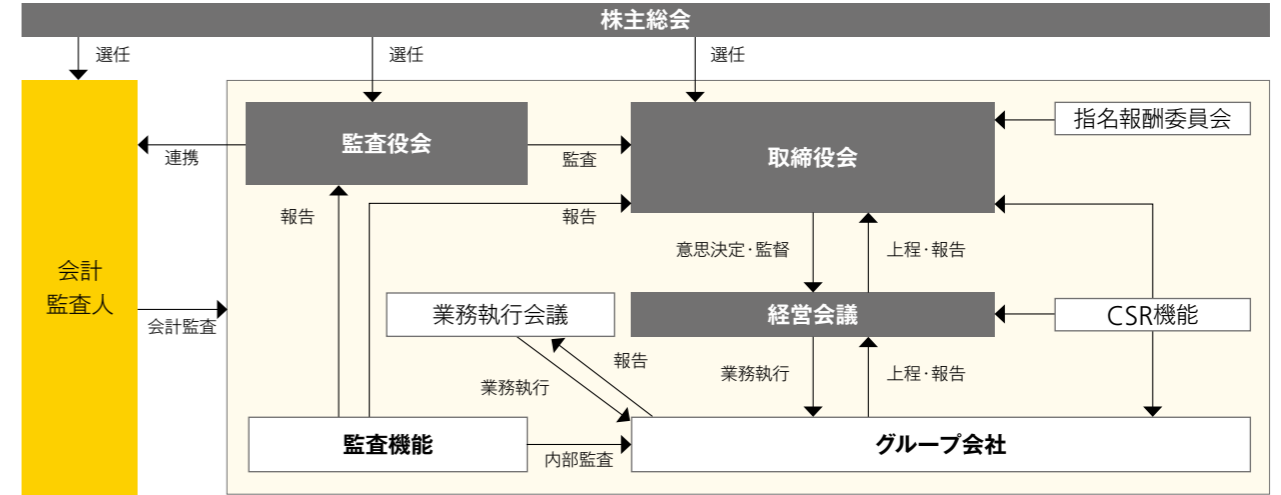 株主総会
選任
選任
選任
指名報酬委員会
監査役会
取締役会
連携
監査
報告
報告
意思決定・監督
上程・報告
会計
監査人
会計監査
業務執行会議
経営会議
CSR機能
報告
業務執行
業務執行
上程・報告
監査機能
内部監査
グループ会社